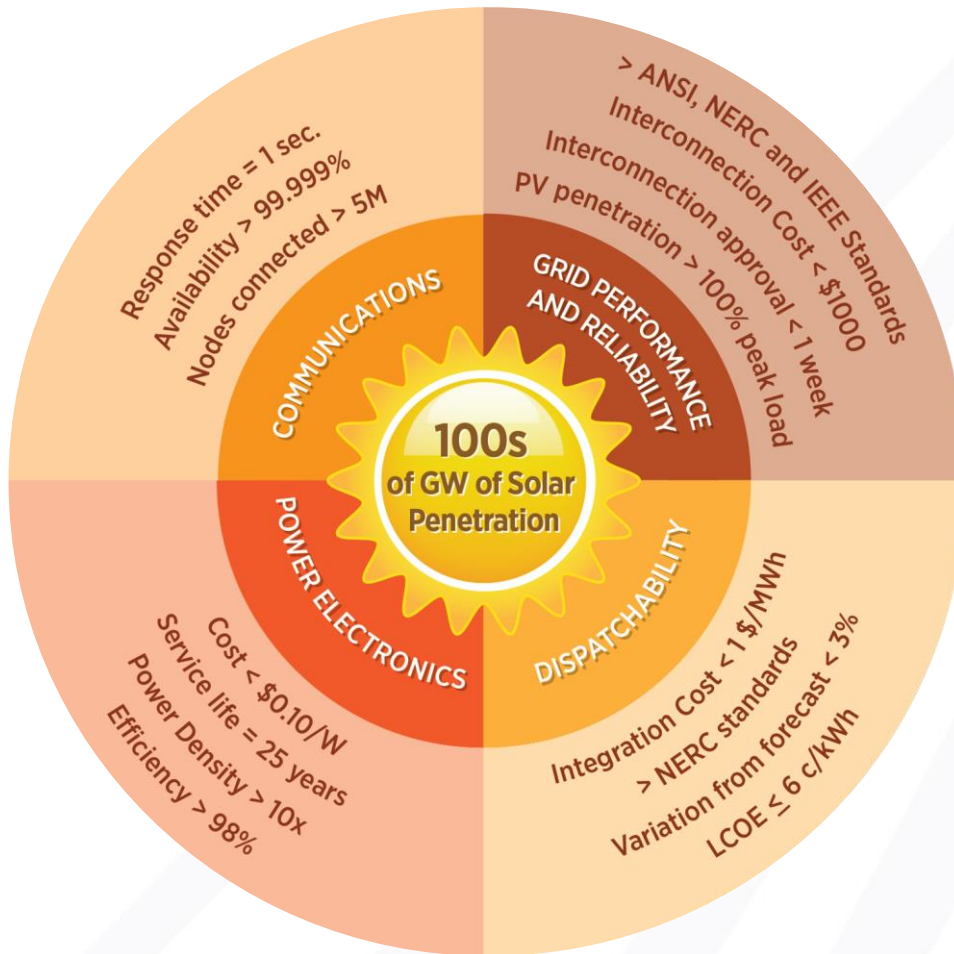 100s
of GW of Solar
Penetration
COMMUNICATIONS
Response time = 1 sec.
Availability > 99.999%
Nodes connected > 5M
GRID PERFORMANCE
AND RELIABILITY
> ANSI, NERC and IEEE Standards
Interconnection Cost < $1000
Interconnection approval < 1 week
PV penetration > 100% peak load
POWER ELECTRONICS
Cost < $0.10/W
Service life = 25 years
Power Density > 10x
Efficiency > 98%
DISPATCHABILITY
Integration Cost < 1 $/MWh
> NERC standards
Variation from forecast < 3%
LCOE ≤ 6 c/kWh